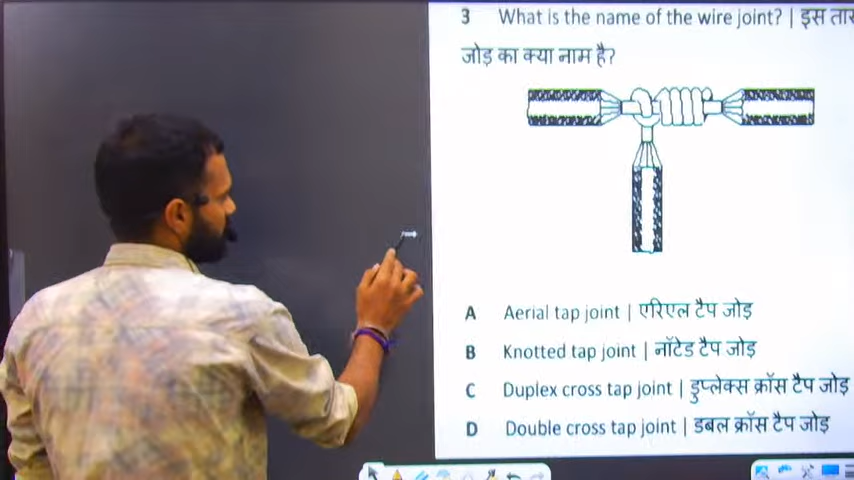 3 What is the name of the wire joint? | इस तार
जोड़ का क्या नाम है?
A Aerial tap joint | एरिएल टैप जोड़
B Knotted tap joint | नॉटेड टैप जोड़
C Duplex cross tap joint | डुप्लेक्स क्रॉस टैप जोड़
D Double cross tap joint | डबल क्रॉस टैप जोड़